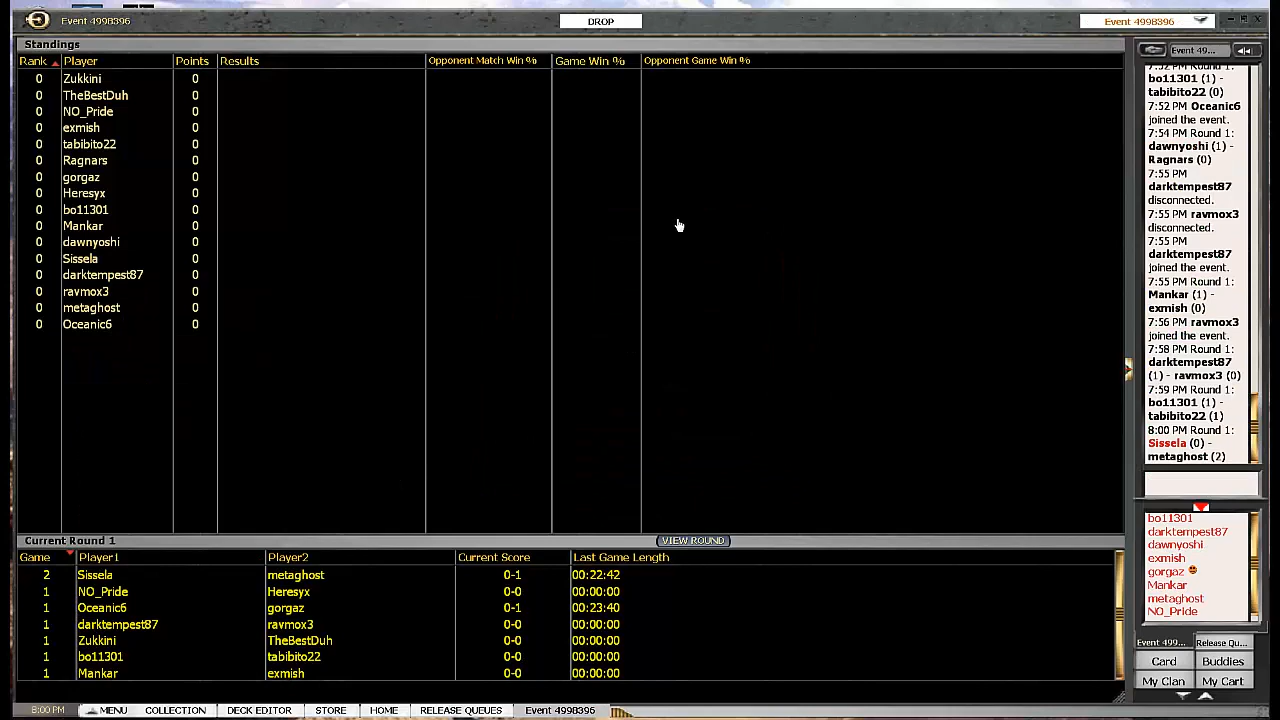 Event 4998396
DROP
Event 4998396
Standings
Rank Player Points Results Opponent Match Win % Game Win % Opponent Game Win %
0 Zukkini 0
0 TheBestDuh 0
0 NO_Pride 0
0 exmish 0
0 tabibito22 0
0 Ragnars 0
0 gorgaz 0
0 Heresyx 0
0 bo11301 0
0 Mankar 0
0 dawnyoshi 0
0 Sissela 0
0 darktempest87 0
0 ravmox3 0
0 metaghost 0
0 Oceanic6 0
Current Round 1
VIEW ROUND
Game Player1 Player2 Current Score Last Game Length
2 Sissela metaghost 0-1 00:22:42
1 NO_Pride Heresyx 0-0 00:00:00
1 Oceanic6 gorgaz 0-1 00:23:40
1 darktempest87 ravmox3 0-0 00:00:00
1 Zukkini TheBestDuh 0-0 00:00:00
1 bo11301 tabibito22 0-0 00:00:00
1 Mankar exmish 0-0 00:00:00
Event 49...
7:52 PM Round 1:
bo11301 (1) -
tabibito22 (0)
7:52 PM Oceanic6
joined the event.
7:54 PM Round 1:
dawnyoshi (1) -
Ragnars (0)
7:55 PM
darktempest87
disconnected.
7:55 PM ravmox3
disconnected.
7:55 PM
darktempest87
joined the event.
7:55 PM Round 1:
Mankar (1) -
exmish (0)
7:56 PM ravmox3
joined the event.
7:58 PM Round 1:
darktempest87
(1) - ravmox3 (0)
7:59 PM Round 1:
bo11301 (1) -
tabibito22 (1)
8:00 PM Round 1:
Sissela (0) -
metaghost (2)
bo11301
darktempest87
dawnyoshi
exmish
gorgaz
Mankar
metaghost
NO_Pride
Event 499... Release Qu...
Card Buddies
My Clan My Cart
8:00 PM MENU COLLECTION DECK EDITOR STORE HOME RELEASE QUEUES Event 4998396